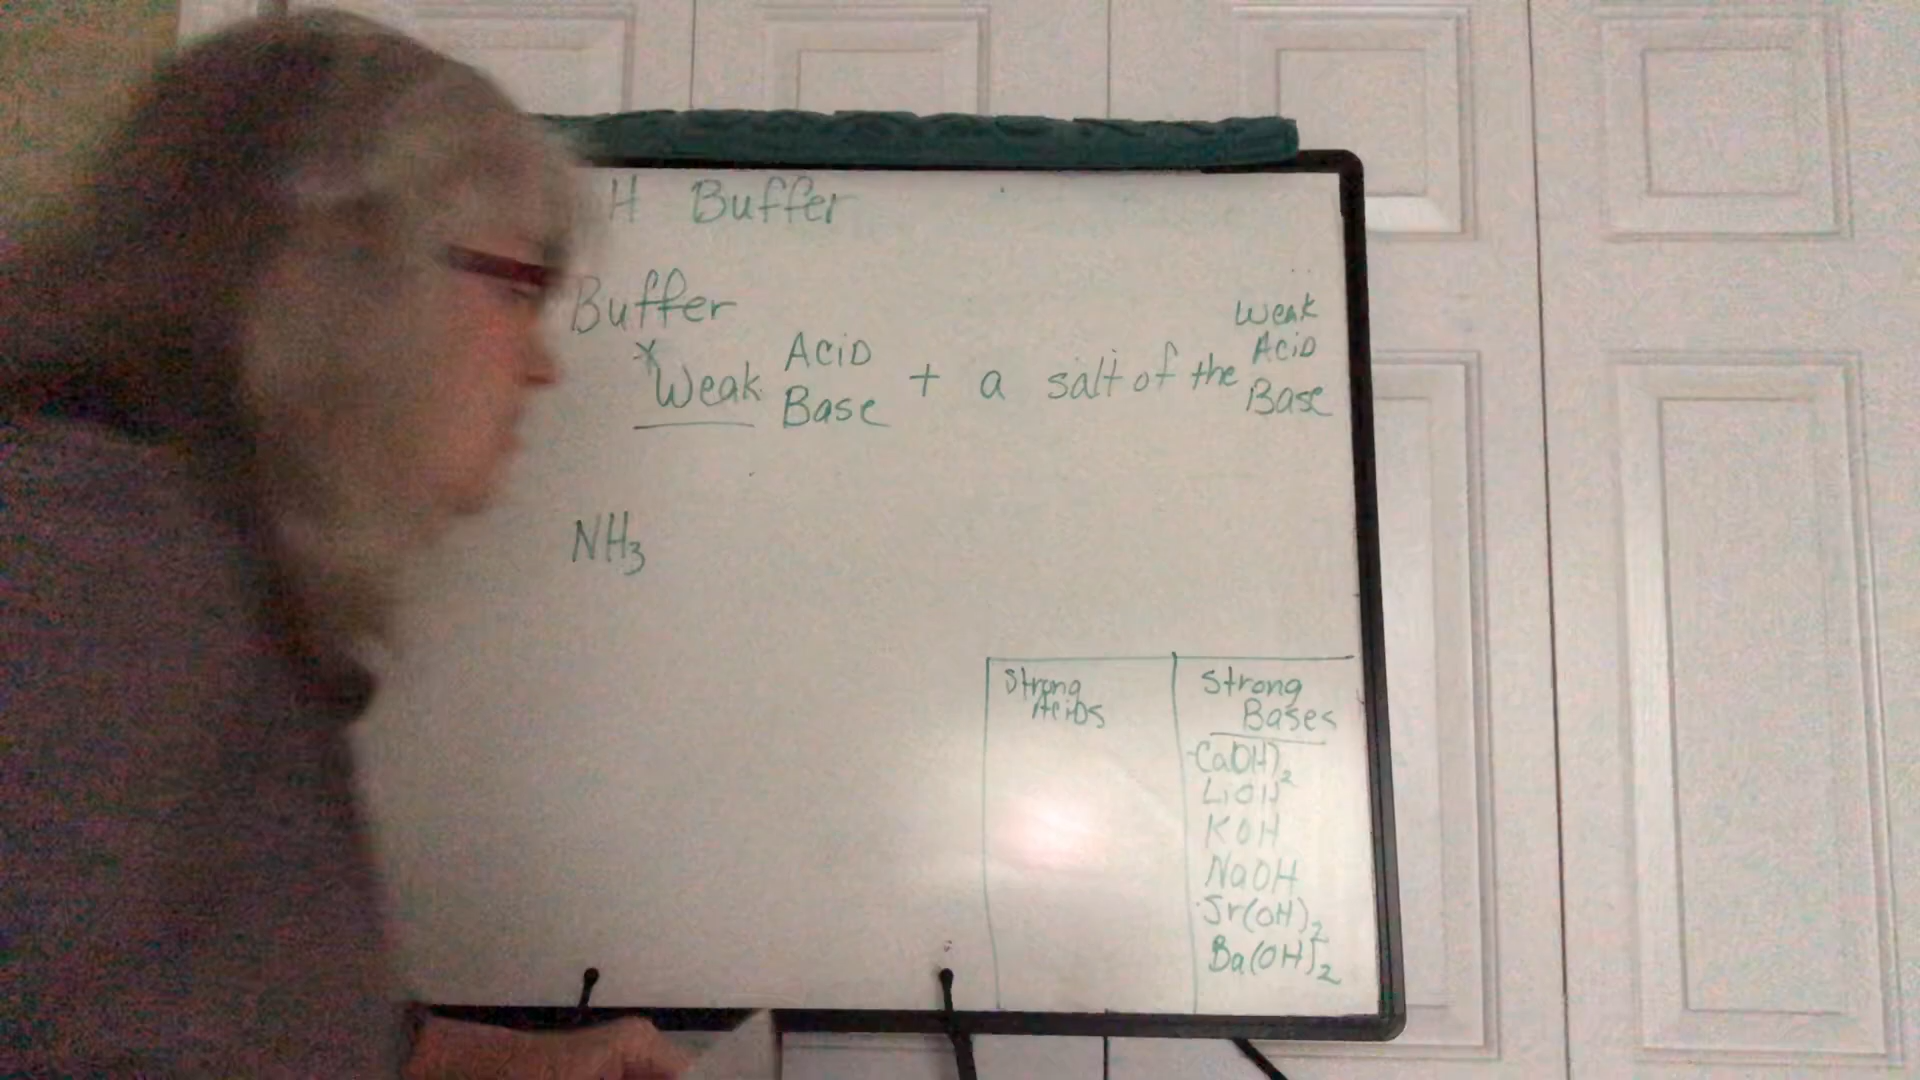 H Buffer
Buffer
* Weak Acid
Base + a salt of the Weak
Acid
Base
NH3
Strong
Acids
Strong
Bases
Ca(OH)2
LiOH
KOH
NaOH
Sr(OH)2
Ba(OH)2